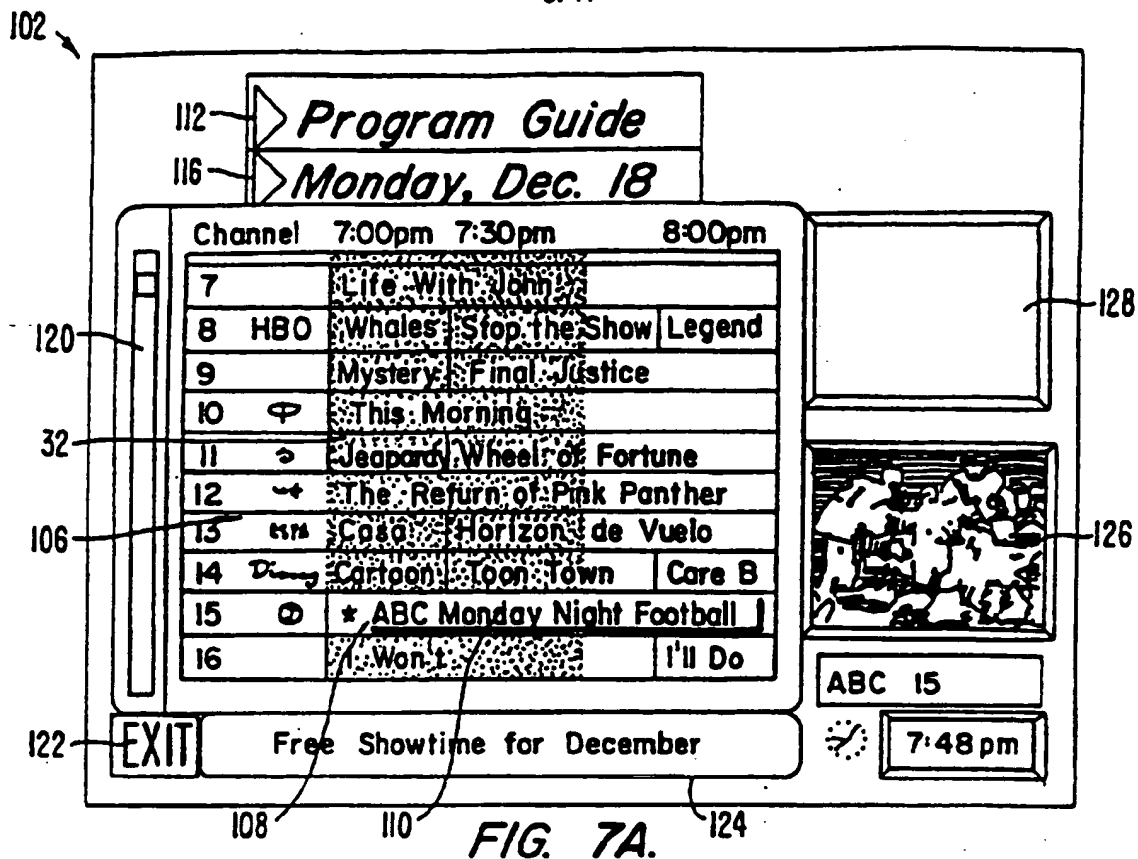 102
112 Program Guide
116 Monday, Dec. 18
Channel 7:00pm 7:30pm 8:00pm
7 Life With John
8 HBO Whales Stop the Show Legend
128
120
9 Mystery Final Justice
10 This Morning
32
11 Jeapardy Wheel of Fortune
12 The Return of Pink Panther
106
13 Casa Horizon de Vuelo
126
14 Disney Cartoon Toon Town Care B
15 * ABC Monday Night Football
16 I Won't I'll Do
ABC 15
122 EXIT Free Showtime for December 7:48 pm
108 110 124
FIG. 7A.